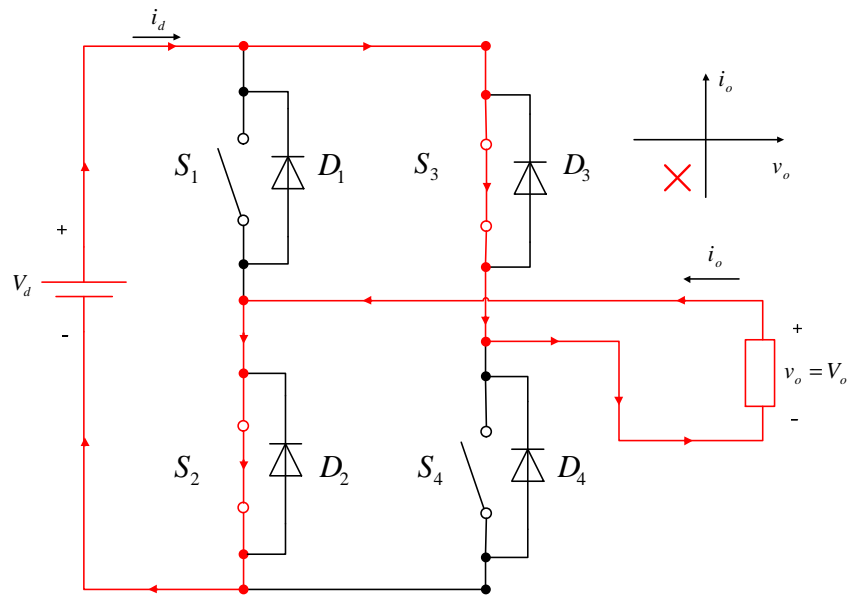 i_d
i_o
v_o
S_1
D_1
S_3
D_3
+
V_d
-
i_o
+
v_o = V_o
-
S_2
D_2
S_4
D_4